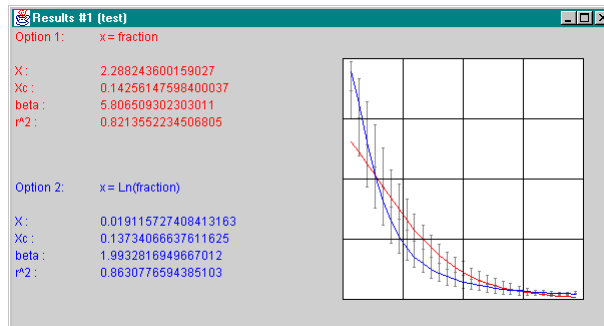 Results #1 (test)
Option 1: x = fraction
X : 2.288243600159027
Xc : 0.14256147598400037
beta : 5.806509302303011
r^2 : 0.8213552234506805
Option 2: x = Ln(fraction)
X : 0.019115727408413163
Xc : 0.13734066637611625
beta : 1.9932816949667012
r^2 : 0.8630776594385103